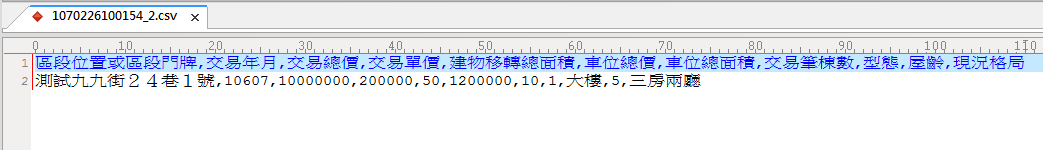 1070226100154_2.csv
0 10 20 30 40 50 60 70 80 90 100 110
1 區段位置或區段門牌,交易年月,交易總價,交易單價,建物移轉總面積,車位總價,車位總面積,交易筆棟數,型態,屋齡,現況格局
2 測試九九街２４巷１號,10607,10000000,200000,50,1200000,10,1,大樓,5,三房兩廳